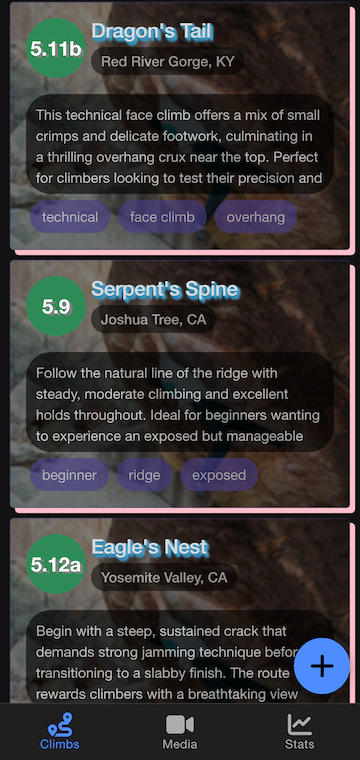 5.11b
Dragon's Tail
Red River Gorge, KY
This technical face climb offers a mix of small
crimps and delicate footwork, culminating in
a thrilling overhang crux near the top. Perfect
for climbers looking to test their precision and
technical
face climb
overhang
5.9
Serpent's Spine
Joshua Tree, CA
Follow the natural line of the ridge with
steady, moderate climbing and excellent
holds throughout. Ideal for beginners wanting
to experience an exposed but manageable
beginner
ridge
exposed
5.12a
Eagle's Nest
Yosemite Valley, CA
Begin with a steep, sustained crack that
demands strong jamming technique befor
transitioning to a slabby finish. The route
rewards climbers with a breathtaking view
+
Climbs
Media
Stats